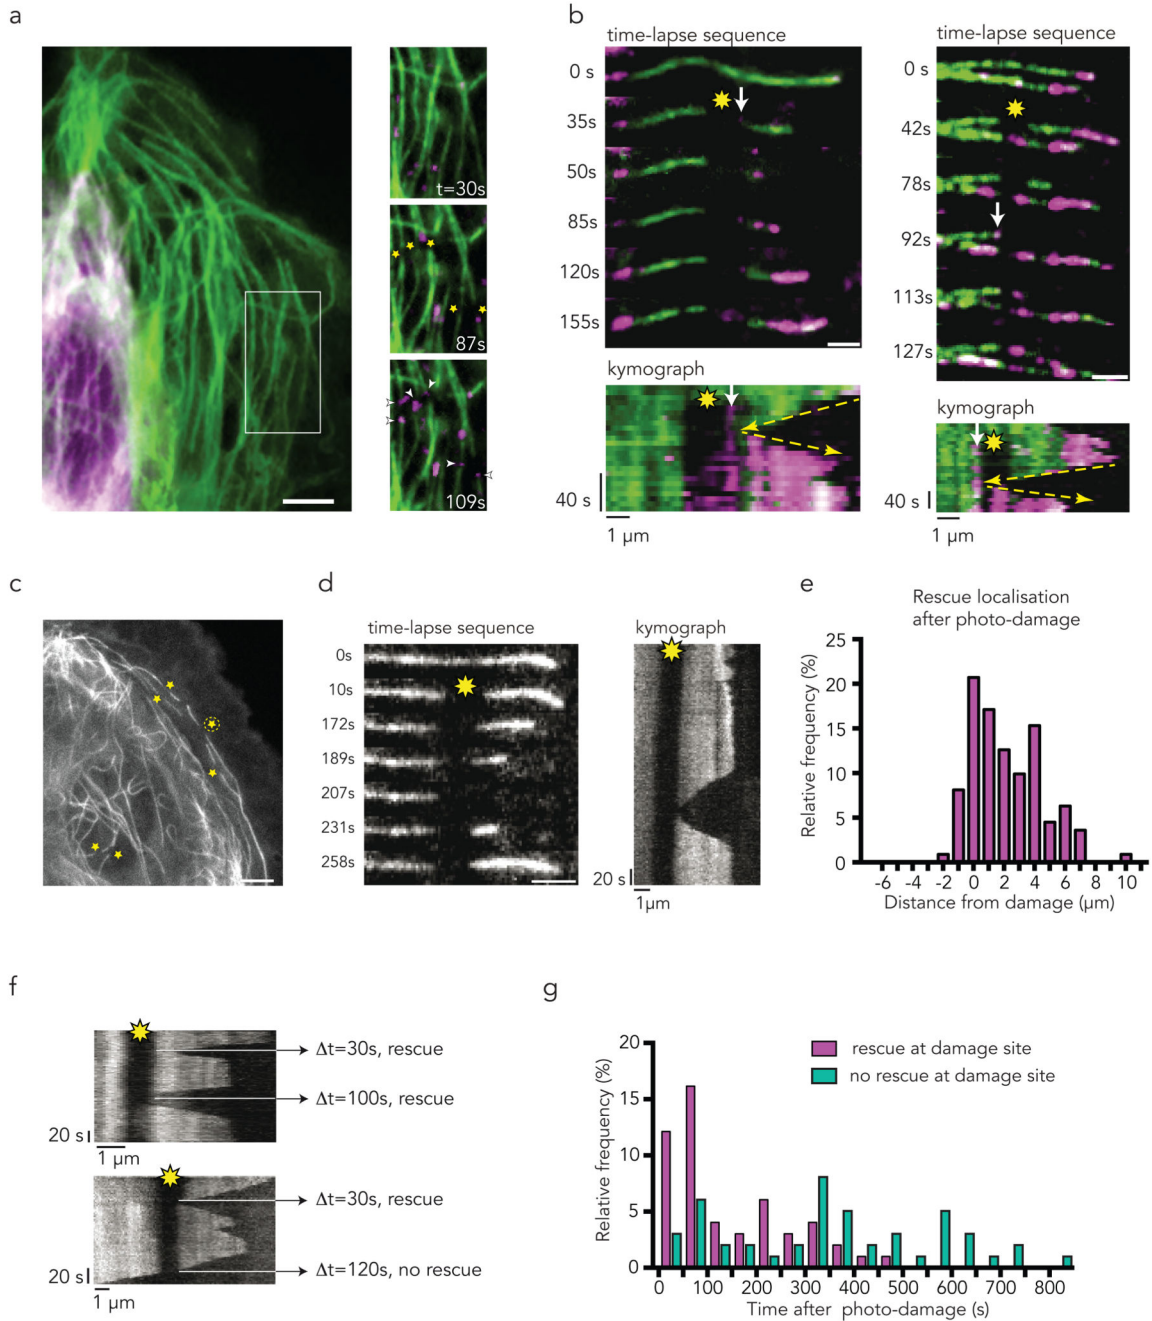 a
t=30s
87s
109s
b
time-lapse sequence
0 s
35s
50s
85s
120s
155s
kymograph
40 s
1 µm
time-lapse sequence
0 s
42s
78s
92s
113s
127s
kymograph
40 s
1 µm
c
d
time-lapse sequence
0s
10s
172s
189s
207s
231s
258s
kymograph
20 s
1µm
e
Rescue localisation
after photo-damage
Relative frequency (%)
25
20
15
10
5
0
-6 -4 -2 0 2 4 6 8 10
Distance from damage (µm)
f
Δt=30s, rescue
Δt=100s, rescue
20 s
1 µm
Δt=30s, rescue
Δt=120s, no rescue
20 s
1 µm
g
Relative frequency (%)
20
15
10
5
0
rescue at damage site
no rescue at damage site
0 100 200 300 400 500 600 700 800
Time after photo-damage (s)